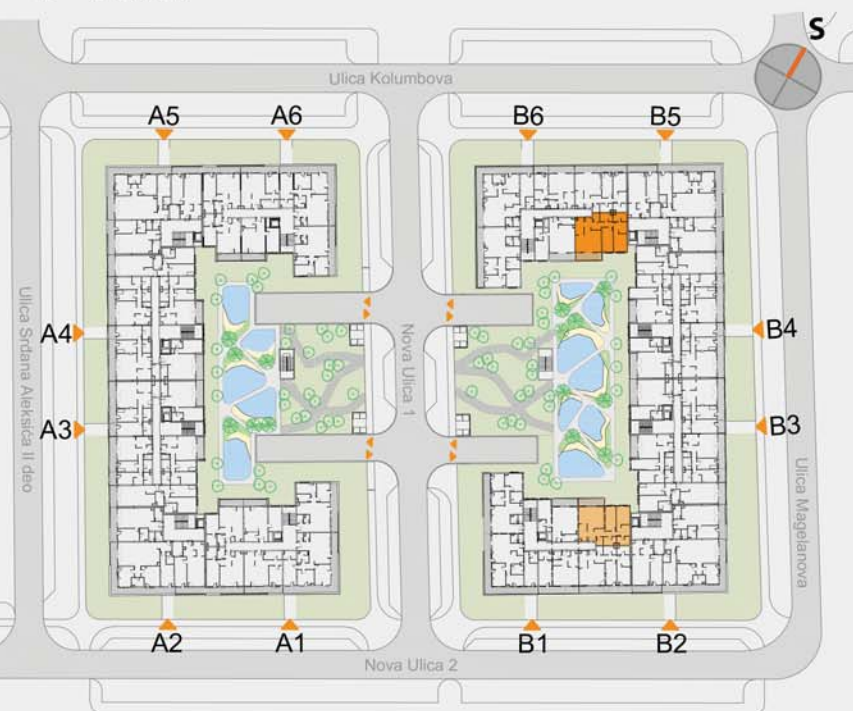 S
Ulica Kolumbova
A5
A6
B6
B5
A4
B4
Ulica Srđana Aleksića II deo
Nova Ulica 1
A3
B3
Ulica Magelanova
A2
A1
B1
B2
Nova Ulica 2